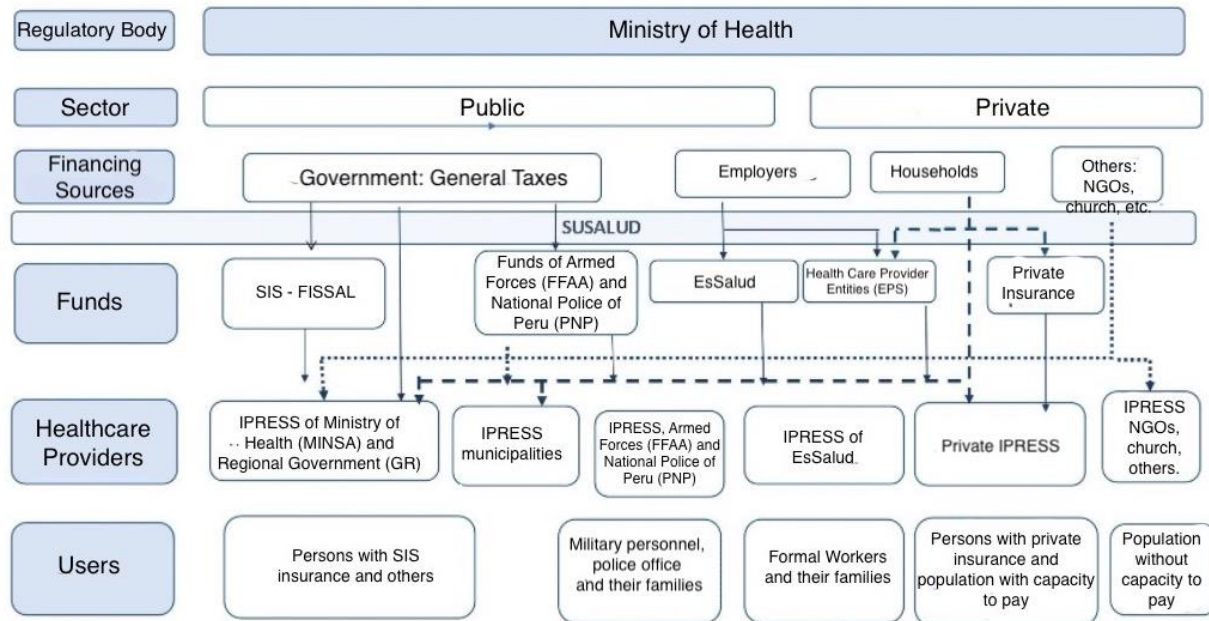 Regulatory Body
Ministry of Health
Sector
Public
Private
Financing
Sources
Government: General Taxes
Employers
Households
Others:
NGOs,
church, etc.
SUSALUD
Funds
SIS - FISSAL
Funds of Armed
Forces (FFAA) and
National Police of
Peru (PNP)
EsSalud
Health Care Provider
Entities (EPS)
Private
Insurance
Healthcare
Providers
IPRESS of Ministry of
Health (MINSA) and
Regional Government (GR)
IPRESS
municipalities
IPRESS, Armed
Forces (FFAA) and
National Police of
Peru (PNP)
IPRESS of
EsSalud
Private IPRESS
IPRESS
NGOs,
church,
others.
Users
Persons with SIS
insurance and others
Military personnel,
police office
and their families
Formal Workers
and their families
Persons with private
insurance and
population with capacity
to pay
Population
without
capacity to
pay